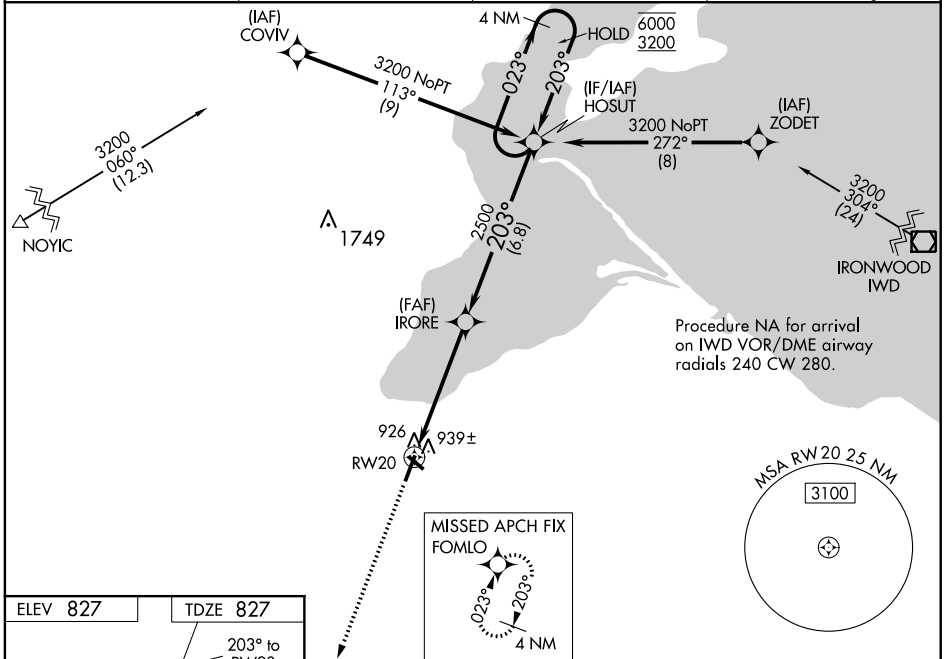 (IAF)
COVIV
4 NM
HOLD
6000
3200
023°
203°
3200 NoPT
113°
(9)
(IF/IAF)
HOSUT
(IAF)
ZODET
3200 NoPT
272°
(8)
3200
060°
(12.3)
NOYIC
1749
2500
203°
(6.8)
3200
304°
(24)
IRONWOOD
IWD
(FAF)
IRORE
Procedure NA for arrival
on IWD VOR/DME airway
radials 240 CW 280.
926
939±
RW20
MSA RW20 25 NM
3100
MISSED APCH FIX
FOMLO
023°
203°
4 NM
ELEV 827
TDZE 827
203° to